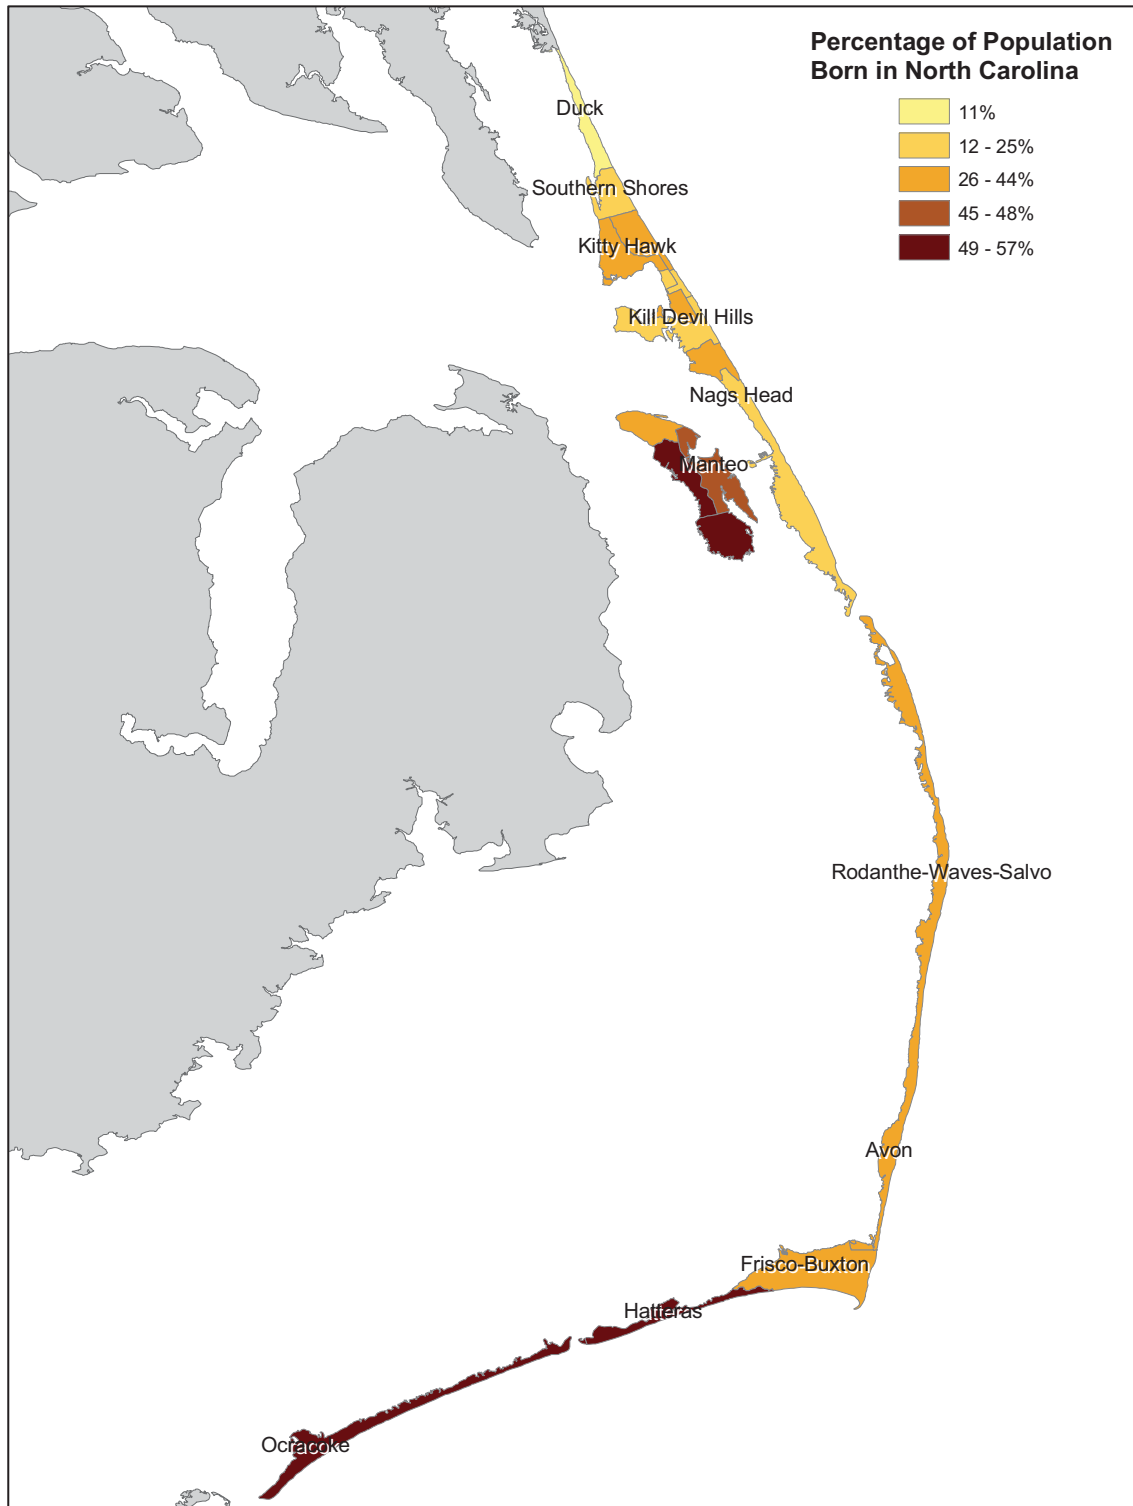 Percentage of Population
Born in North Carolina
11%
12 - 25%
26 - 44%
45 - 48%
49 - 57%
Duck
Southern Shores
Kitty Hawk
Kill Devil Hills
Nags Head
Manteo
Rodanthe-Waves-Salvo
Avon
Frisco-Buxton
Hatteras
Ocracoke